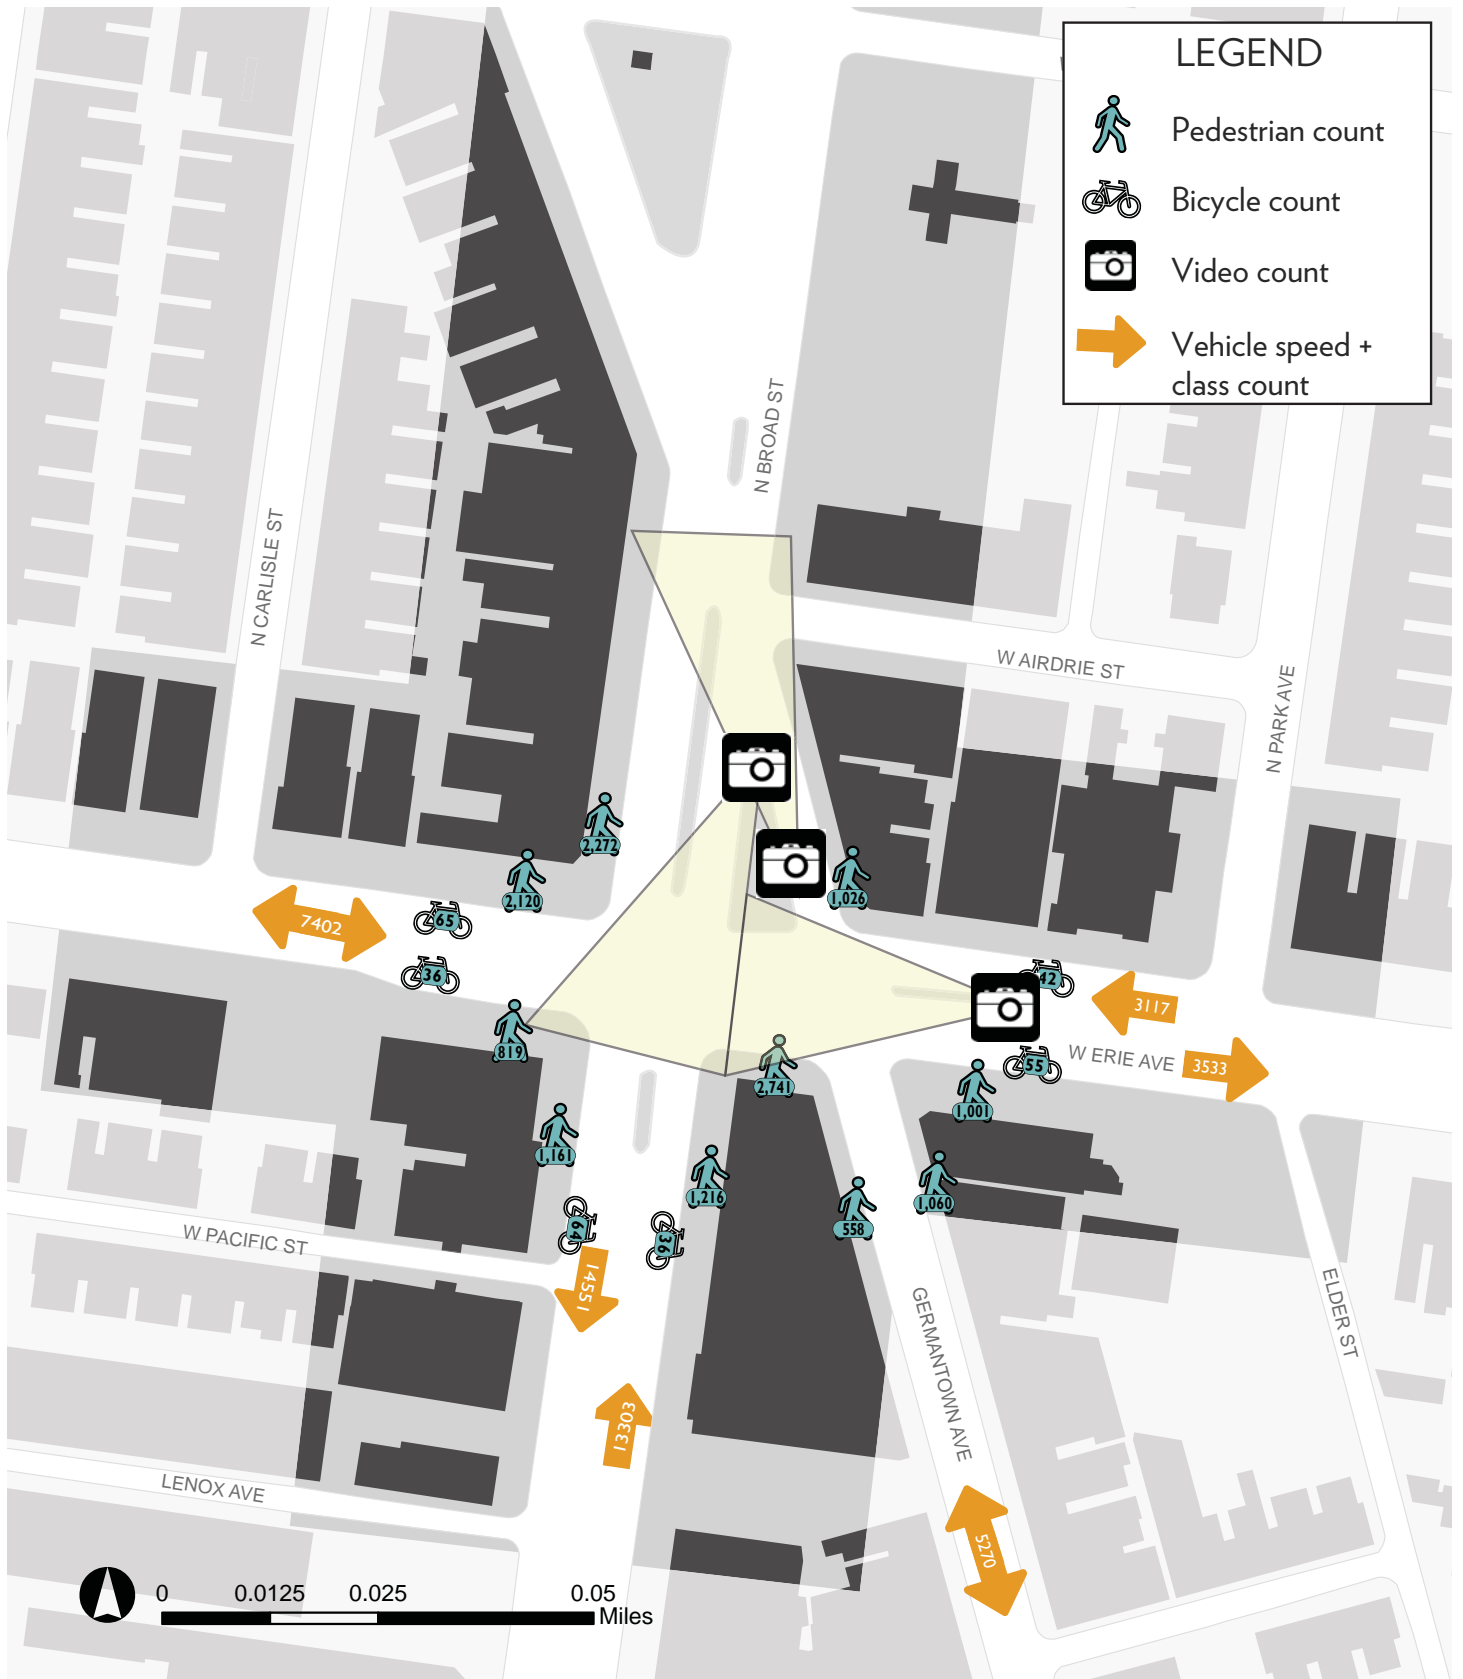 LEGEND
Pedestrian count
Bicycle count
Video count
Vehicle speed +
class count
N BROAD ST
N CARLISLE ST
W AIRDRIE ST
N PARK AVE
2,272
2,120
1,026
65
7402
36
42
3117
819
W ERIE AVE
55
3533
2,741
1,001
1,161
1,216
1,060
558
64
36
W PACIFIC ST
14551
ELDER ST
GERMANTOWN AVE
13303
LENOX AVE
5270
0 0.0125 0.025 0.05
Miles